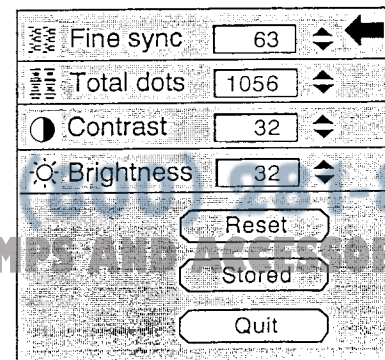 Fine sync 63
Total dots 1056
Contrast 32
Brightness 32
Reset
Stored
Quit